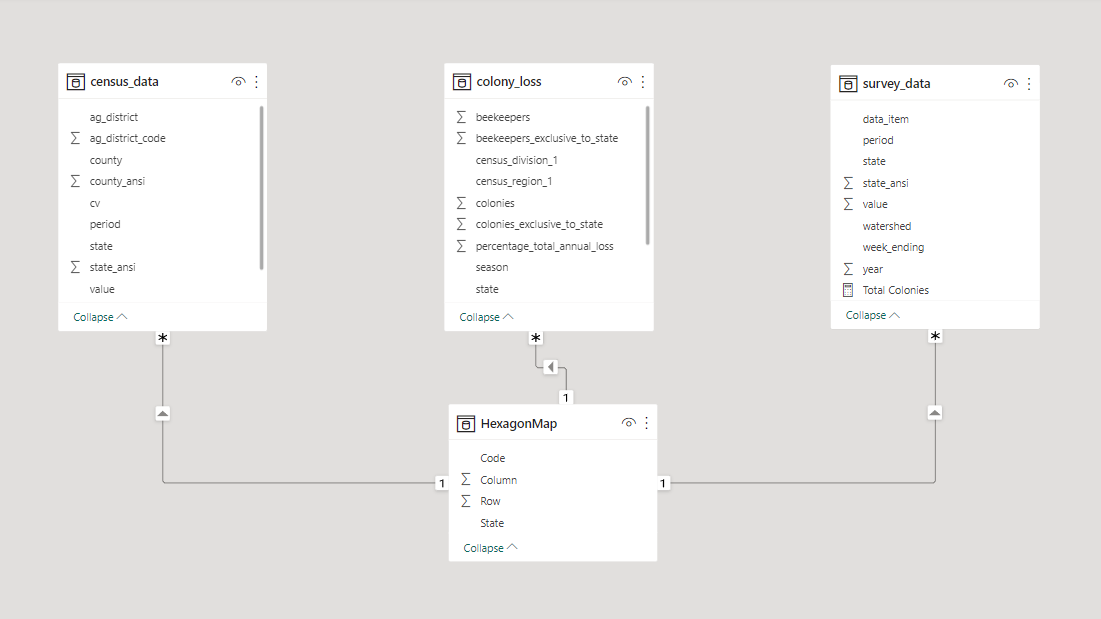 census_data
ag_district
∑ ag_district_code
county
∑ county_ansi
cv
period
state
∑ state_ansi
value
Collapse
colony_loss
∑ beekeepers
∑ beekeepers_exclusive_to_state
census_division_1
census_region_1
∑ colonies
∑ colonies_exclusive_to_state
∑ percentage_total_annual_loss
season
state
Collapse
survey_data
data_item
period
state
∑ state_ansi
∑ value
watershed
week_ending
∑ year
Total Colonies
Collapse
*
*
*
1
HexagonMap
Code
∑ Column
∑ Row
State
Collapse
1
1